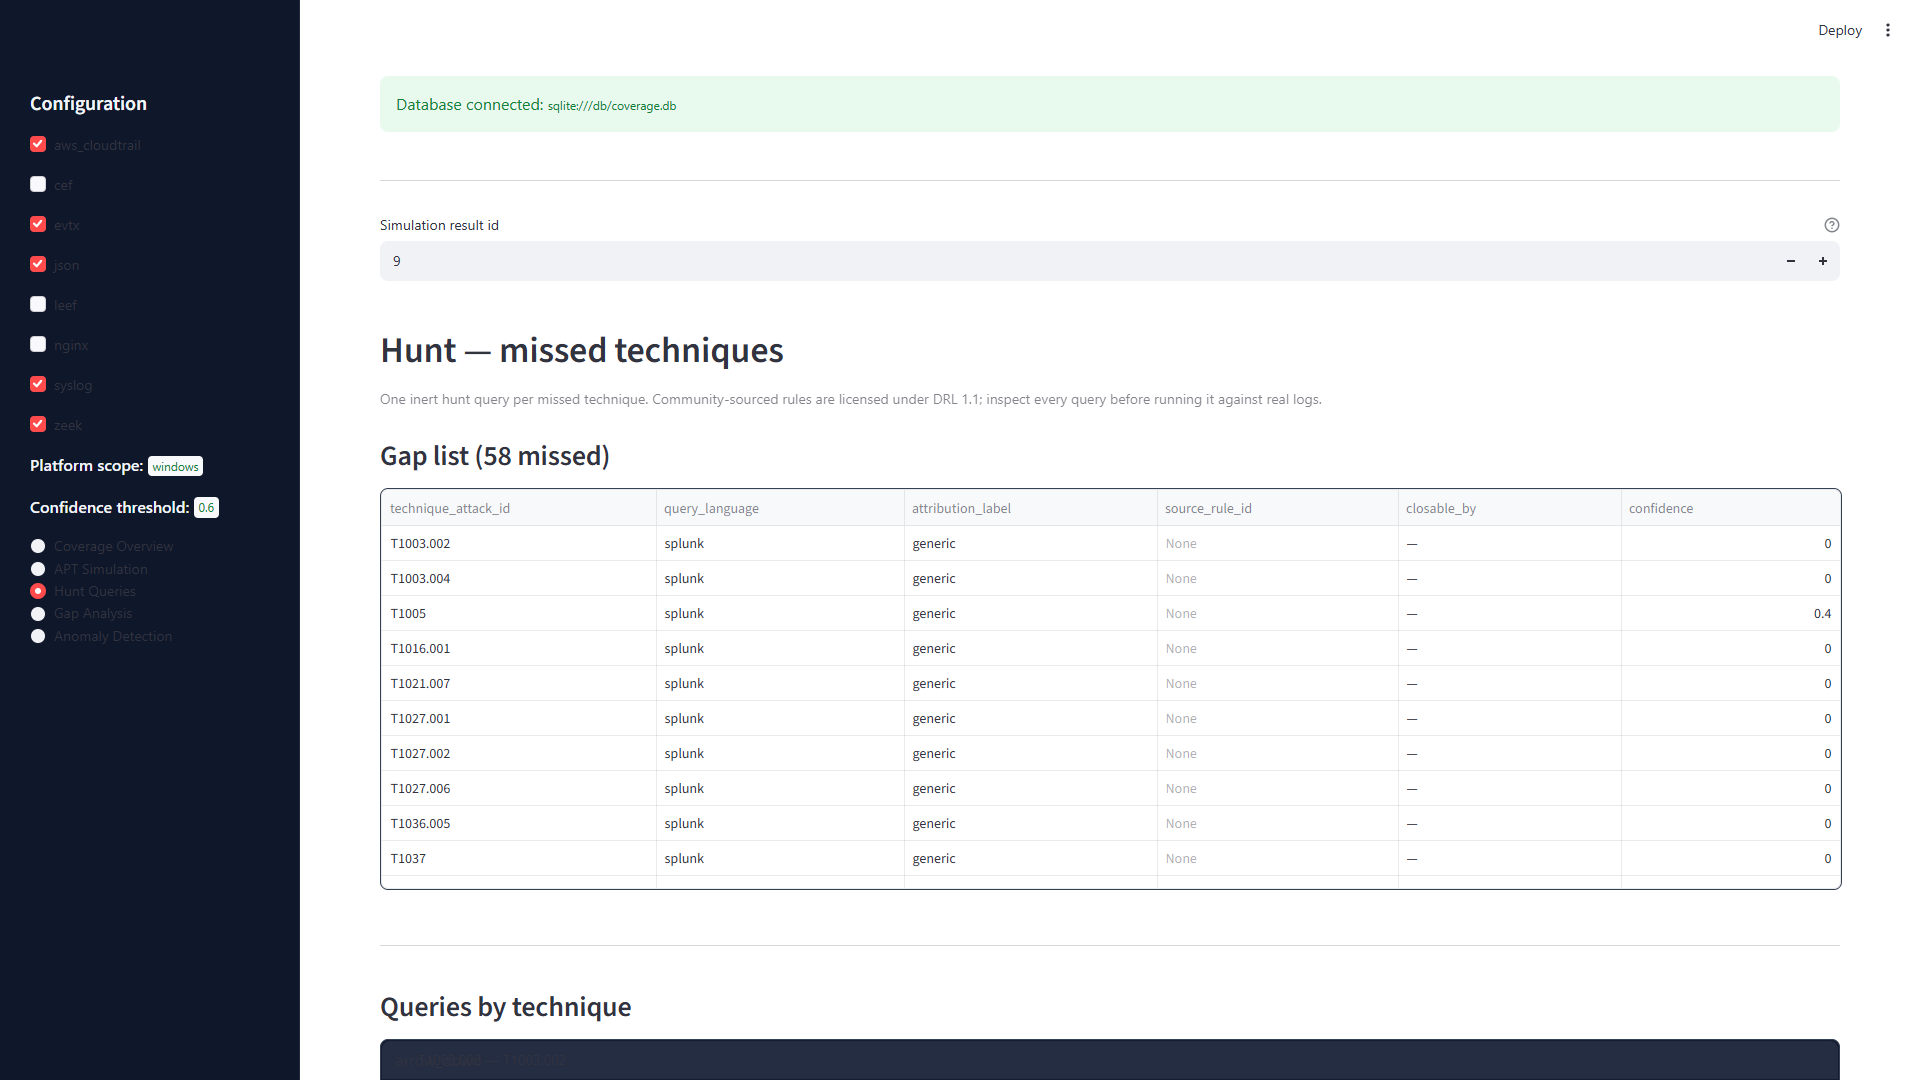 Deploy
Configuration
aws_cloudtrail
cef
evtx
json
leef
nginx
syslog
zeek
Platform scope: windows
Confidence threshold: 0.6
Coverage Overview
APT Simulation
Hunt Queries
Gap Analysis
Anomaly Detection
Database connected: sqlite:///db/coverage.db
Simulation result id
9
Hunt — missed techniques
One inert hunt query per missed technique. Community-sourced rules are licensed under DRL 1.1; inspect every query before running it against real logs.
Gap list (58 missed)
technique_attack_id query_language attribution_label source_rule_id closable_by confidence
T1003.002 splunk generic None — 0
T1003.004 splunk generic None — 0
T1005 splunk generic None — 0.4
T1016.001 splunk generic None — 0
T1021.007 splunk generic None — 0
T1027.001 splunk generic None — 0
T1027.002 splunk generic None — 0
T1027.006 splunk generic None — 0
T1036.005 splunk generic None — 0
T1037 splunk generic None — 0
Queries by technique
— T1003.002